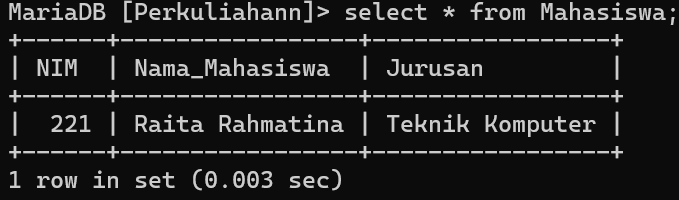 MariaDB [Perkuliahann]> select * from Mahasiswa;
+------+-----------------+-----------------+
| NIM  | Nama_Mahasiswa  | Jurusan         |
+------+-----------------+-----------------+
|  221 | Raita Rahmatina | Teknik Komputer |
+------+-----------------+-----------------+
1 row in set (0.003 sec)